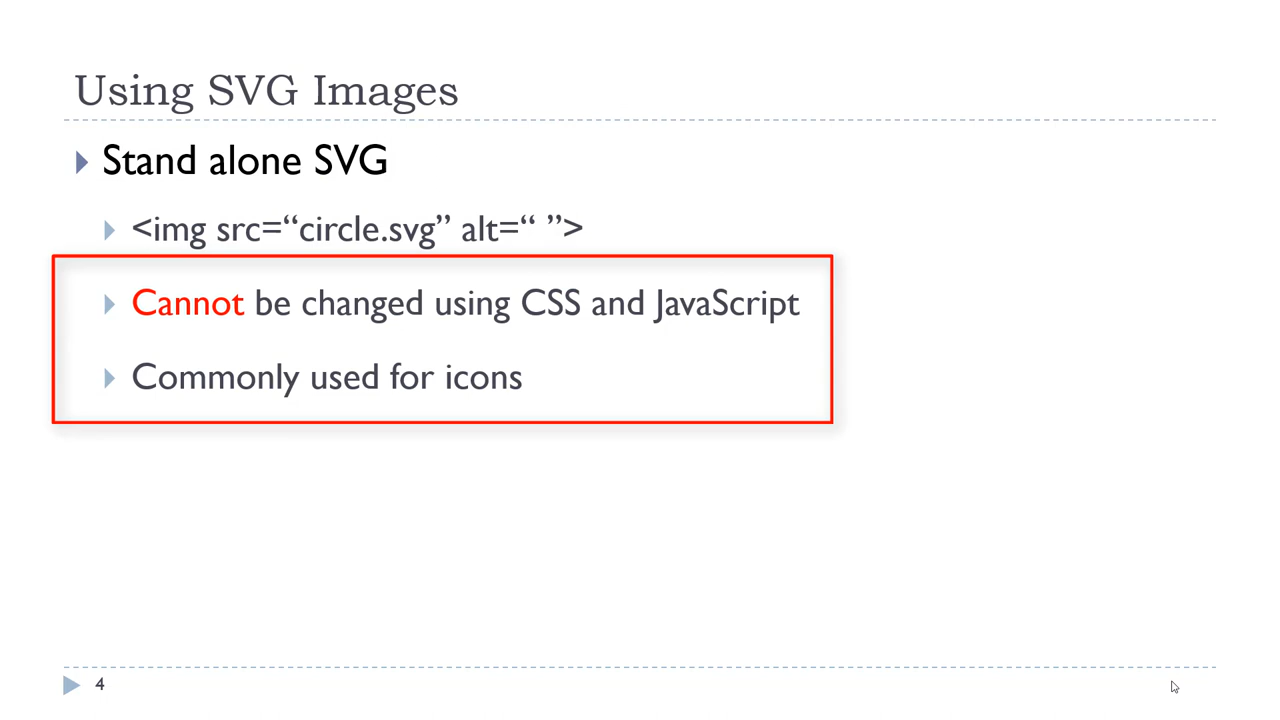 Using SVG Images
Stand alone SVG
<img src=“circle.svg” alt=“ ”>
Cannot be changed using CSS and JavaScript
Commonly used for icons
4